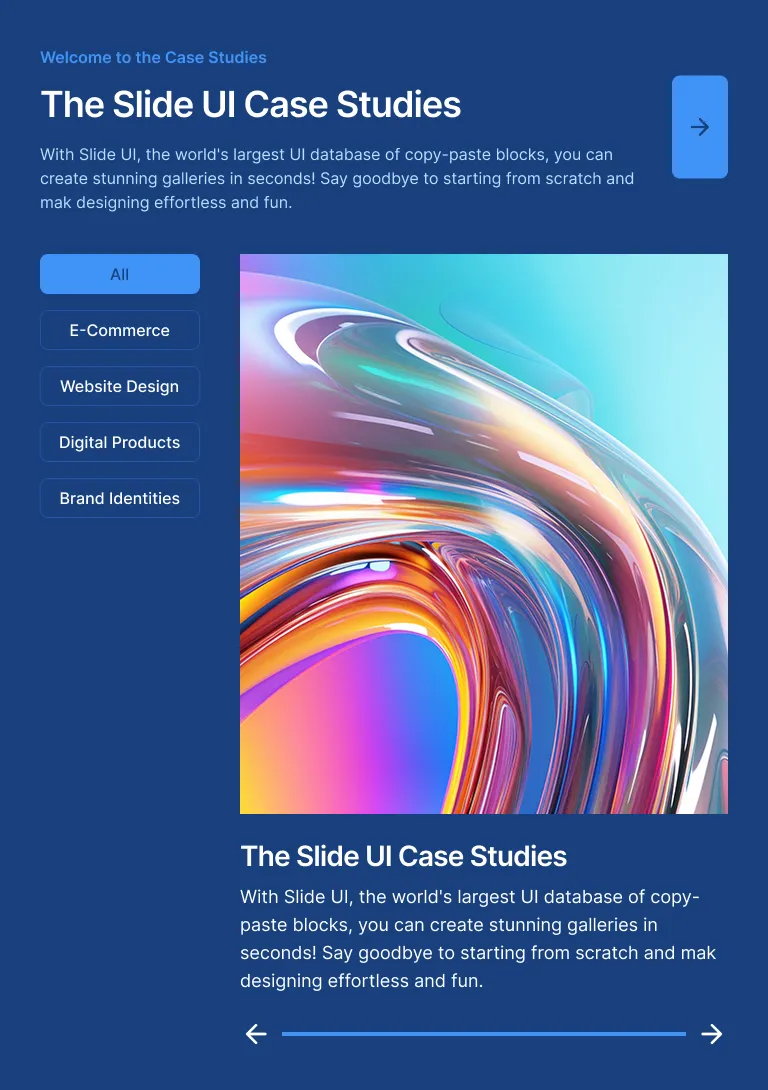 Welcome to the Case Studies
The Slide UI Case Studies
With Slide UI, the world's largest UI database of copy-paste blocks, you can
create stunning galleries in seconds! Say goodbye to starting from scratch and
mak designing effortless and fun.
All
E-Commerce
Website Design
Digital Products
Brand Identities
The Slide UI Case Studies
With Slide UI, the world's largest UI database of copy-
paste blocks, you can create stunning galleries in
seconds! Say goodbye to starting from scratch and mak
designing effortless and fun.